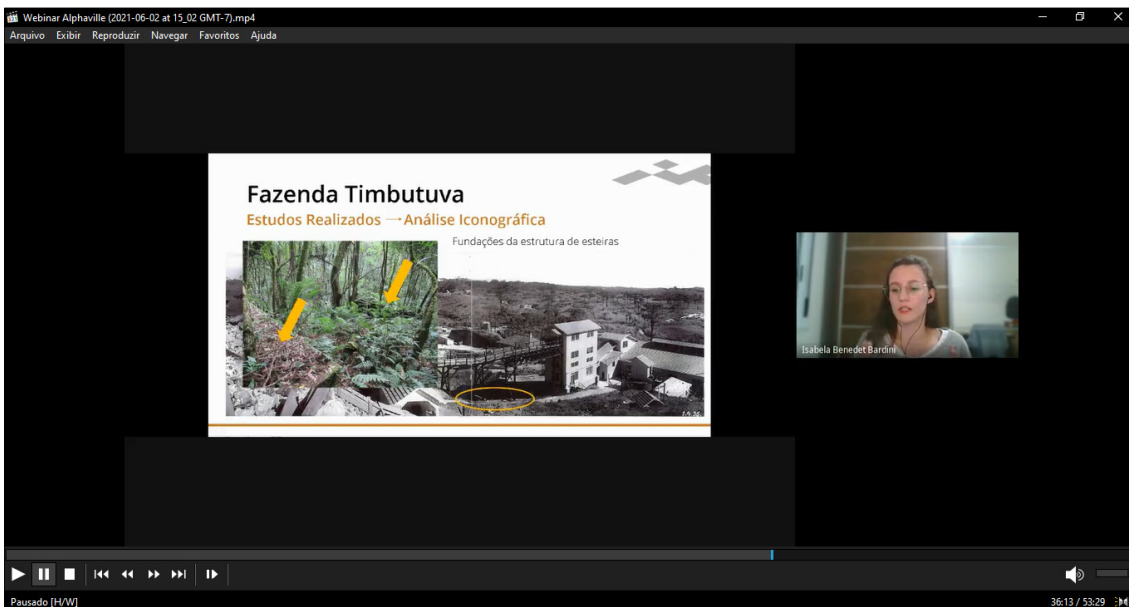 Webinar Alphaville (2021-06-02 at 15_02 GMT-7).mp4
Arquivo Exibir Reproduzir Navegar Favoritos Ajuda
Fazenda Timbutuva
Estudos Realizados → Análise Iconográfica
Fundações da estrutura de esteiras
Isabela Benedet Bardini
Pausado [H/W]
36:13 / 53:29